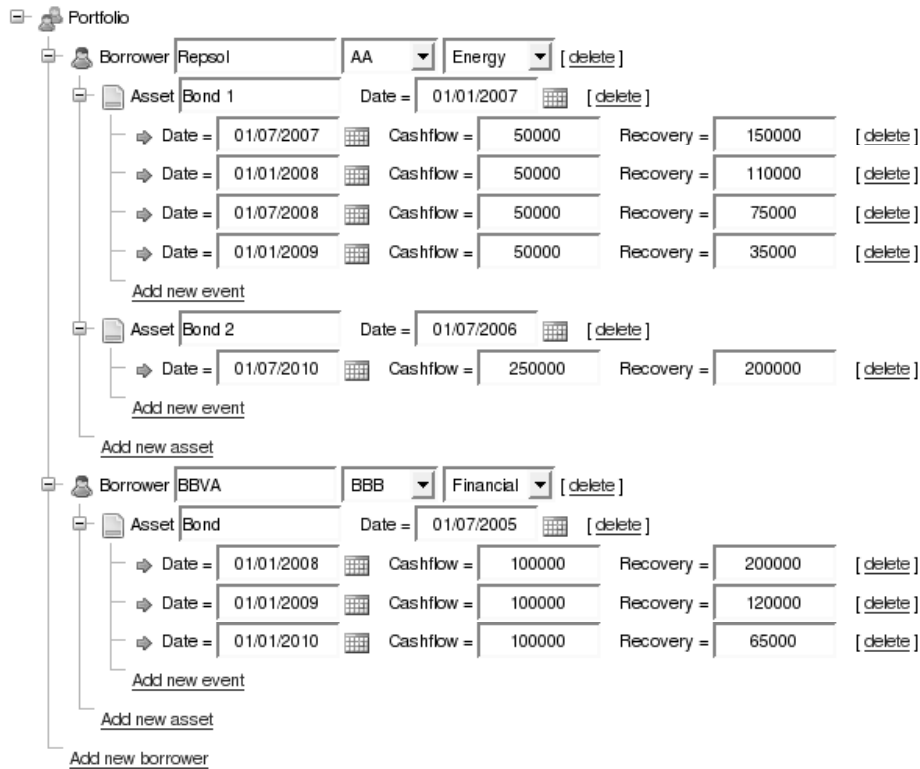 Portfolio
Borrower Repsol AA Energy [ delete ]
Asset Bond 1 Date = 01/01/2007 [ delete ]
Date = 01/07/2007 Cashflow = 50000 Recovery = 150000 [ delete ]
Date = 01/01/2008 Cashflow = 50000 Recovery = 110000 [ delete ]
Date = 01/07/2008 Cashflow = 50000 Recovery = 75000 [ delete ]
Date = 01/01/2009 Cashflow = 50000 Recovery = 35000 [ delete ]
Add new event
Asset Bond 2 Date = 01/07/2006 [ delete ]
Date = 01/07/2010 Cashflow = 250000 Recovery = 200000 [ delete ]
Add new event
Add new asset
Borrower BBVA BBB Financial [ delete ]
Asset Bond Date = 01/07/2005 [ delete ]
Date = 01/01/2008 Cashflow = 100000 Recovery = 200000 [ delete ]
Date = 01/01/2009 Cashflow = 100000 Recovery = 120000 [ delete ]
Date = 01/01/2010 Cashflow = 100000 Recovery = 65000 [ delete ]
Add new event
Add new asset
Add new borrower